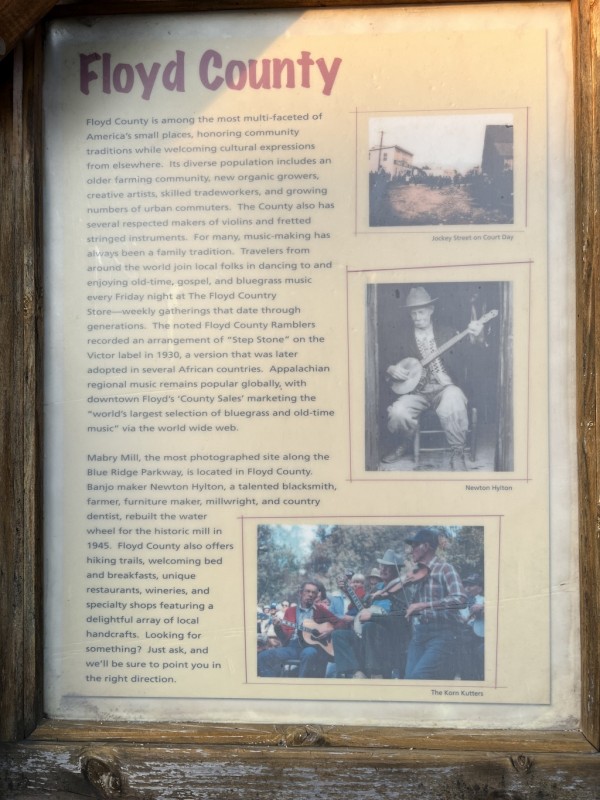 Floyd County
Floyd County is among the most multi-faceted of
America's small places, honoring community
traditions while welcoming cultural expressions
from elsewhere. Its diverse population includes an
older farming community, new organic growers,
creative artists, skilled tradeworkers, and growing
numbers of urban commuters. The County also has
several respected makers of violins and fretted
stringed instruments. For many, music-making has
always been a family tradition. Travelers from
around the world join local folks in dancing to and
enjoying old-time, gospel, and bluegrass music
every Friday night at The Floyd Country
Store—weekly gatherings that date through
generations. The noted Floyd County Ramblers
recorded an arrangement of "Step Stone" on the
Victor label in 1930, a version that was later
adopted in several African countries. Appalachian
regional music remains popular globally, with
downtown Floyd's 'County Sales' marketing the
"world's largest selection of bluegrass and old-time
music" via the world wide web.
Mabry Mill, the most photographed site along the
Blue Ridge Parkway, is located in Floyd County.
Banjo maker Newton Hylton, a talented blacksmith,
farmer, furniture maker, millwright, and country
dentist, rebuilt the water
wheel for the historic mill in
1945. Floyd County also offers
hiking trails, welcoming bed
and breakfasts, unique
restaurants, wineries, and
specialty shops featuring a
delightful array of local
handcrafts. Looking for
something? Just ask, and
we'll be sure to point you in
the right direction.
Jockey Street on Court Day
Newton Hylton
The Korn Kutters